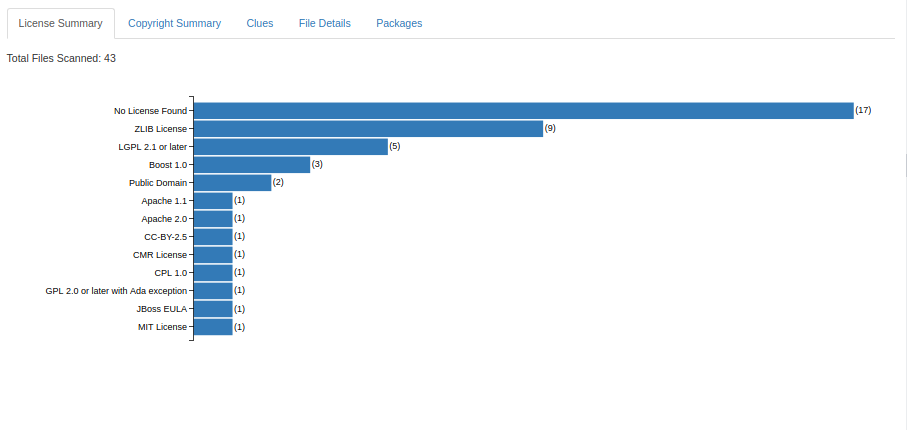 License Summary Copyright Summary Clues File Details Packages
Total Files Scanned: 43
No License Found (17)
ZLIB License (9)
LGPL 2.1 or later (5)
Boost 1.0 (3)
Public Domain (2)
Apache 1.1 (1)
Apache 2.0 (1)
CC-BY-2.5 (1)
CMR License (1)
CPL 1.0 (1)
GPL 2.0 or later with Ada exception (1)
JBoss EULA (1)
MIT License (1)